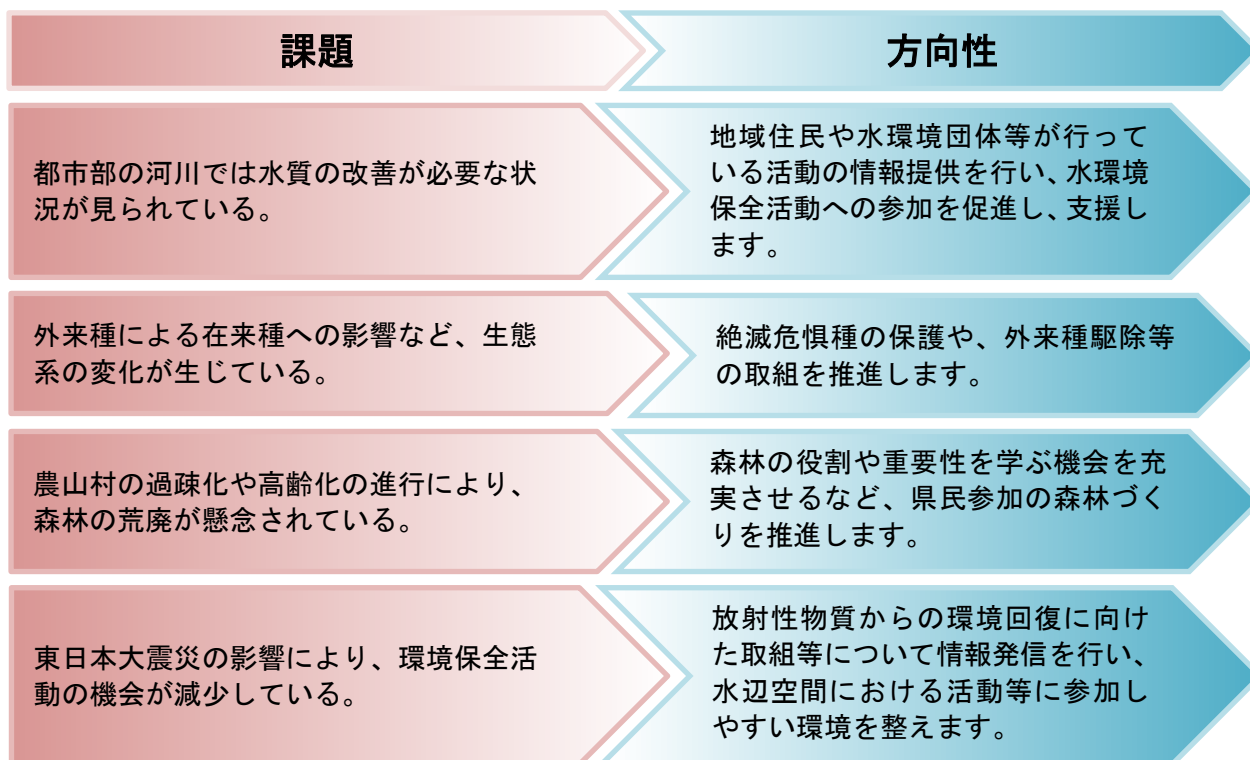 課題
方向性
都市部の河川では水質の改善が必要な状
況が見られている。
地域住民や水環境団体等が行って
いる活動の情報提供を行い、水環境
保全活動への参加を促進し、支援し
ます。
外来種による在来種への影響など、生態
系の変化が生じている。
絶滅危惧種の保護や、外来種駆除等
の取組を推進します。
農山村の過疎化や高齢化の進行により、
森林の荒廃が懸念されている。
森林の役割や重要性を学ぶ機会を充
実させるなど、県民参加の森林づく
りを推進します。
東日本大震災の影響により、環境保全活
動の機会が減少している。
放射性物質からの環境回復に向け
た取組等について情報発信を行い、
水辺空間における活動等に参加し
やすい環境を整えます。